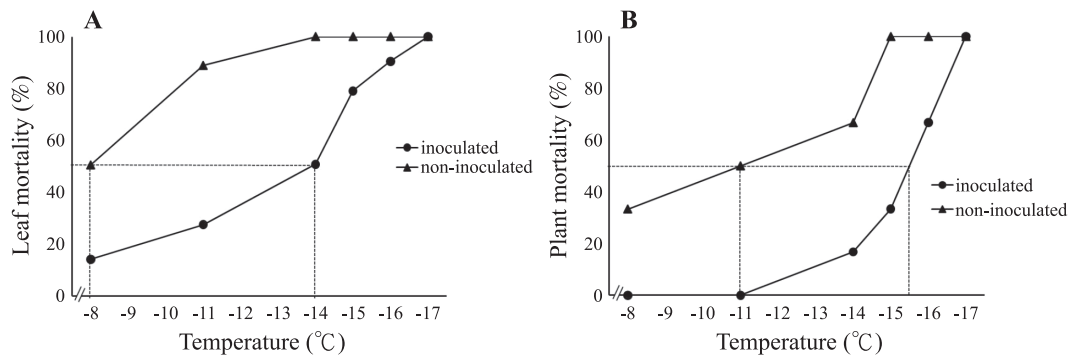 A
Leaf mortality (%)
100
80
60
40
20
0
inoculated
non-inoculated
-8 -9 -10 -11 -12 -13 -14 -15 -16 -17
Temperature (℃)
B
Plant mortality (%)
100
80
60
40
20
0
inoculated
non-inoculated
-8 -9 -10 -11 -12 -13 -14 -15 -16 -17
Temperature (℃)